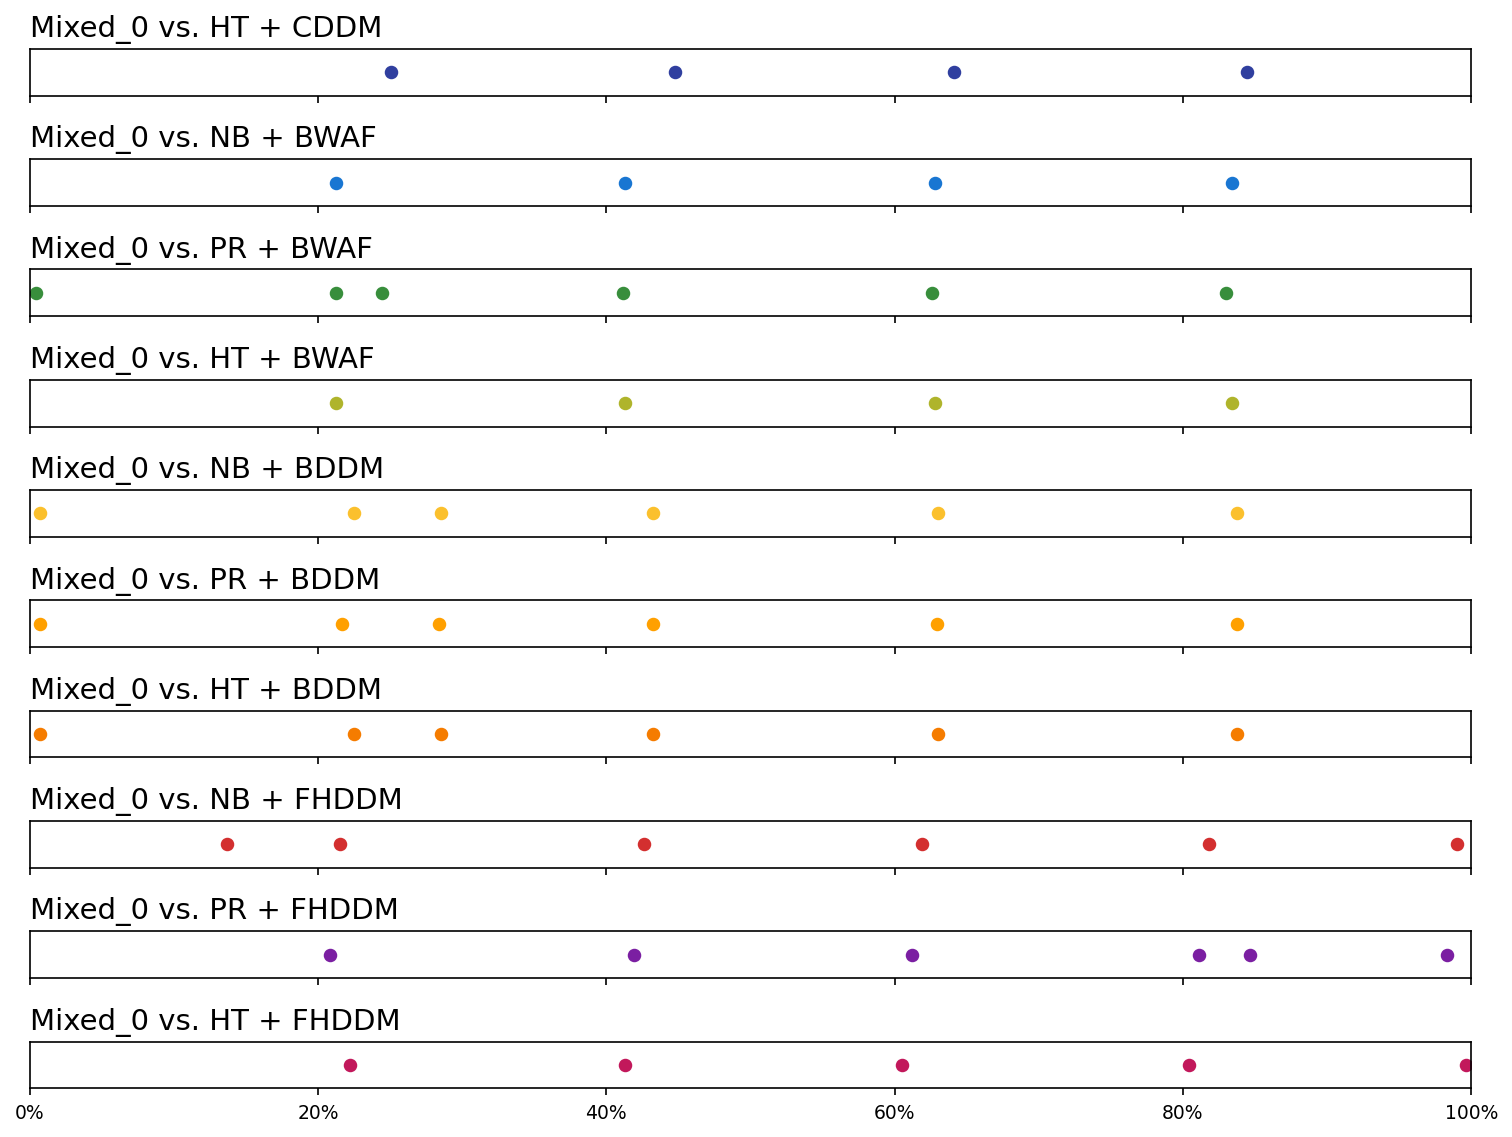 Mixed_0 vs. HT + CDDM
Mixed_0 vs. NB + BWAF
Mixed_0 vs. PR + BWAF
Mixed_0 vs. HT + BWAF
Mixed_0 vs. NB + BDDM
Mixed_0 vs. PR + BDDM
Mixed_0 vs. HT + BDDM
Mixed_0 vs. NB + FHDDM
Mixed_0 vs. PR + FHDDM
Mixed_0 vs. HT + FHDDM
0% 20% 40% 60% 80% 100%